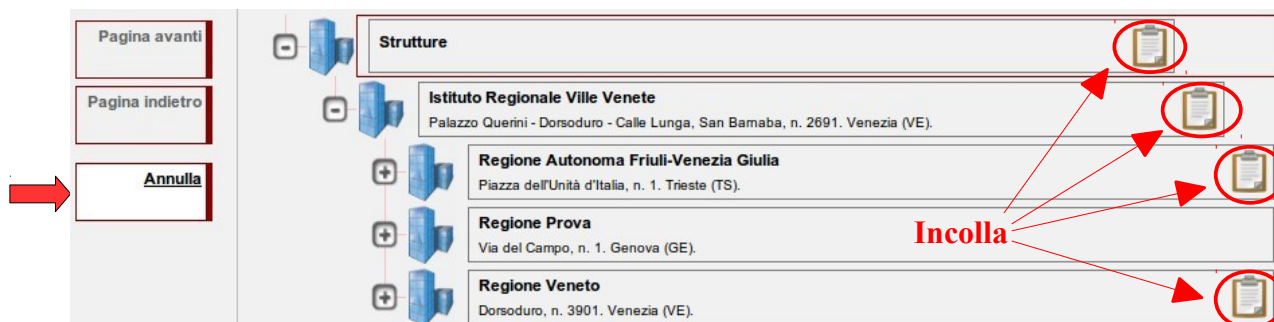 Pagina avanti
Pagina indietro
Annulla
Strutture
Istituto Regionale Ville Venete
Palazzo Querini - Dorsoduro - Calle Lunga, San Barnaba, n. 2691. Venezia (VE).
Regione Autonoma Friuli-Venezia Giulia
Piazza dell'Unità d'Italia, n. 1. Trieste (TS).
Regione Prova
Via del Campo, n. 1. Genova (GE).
Incolla
Regione Veneto
Dorsoduro, n. 3901. Venezia (VE).